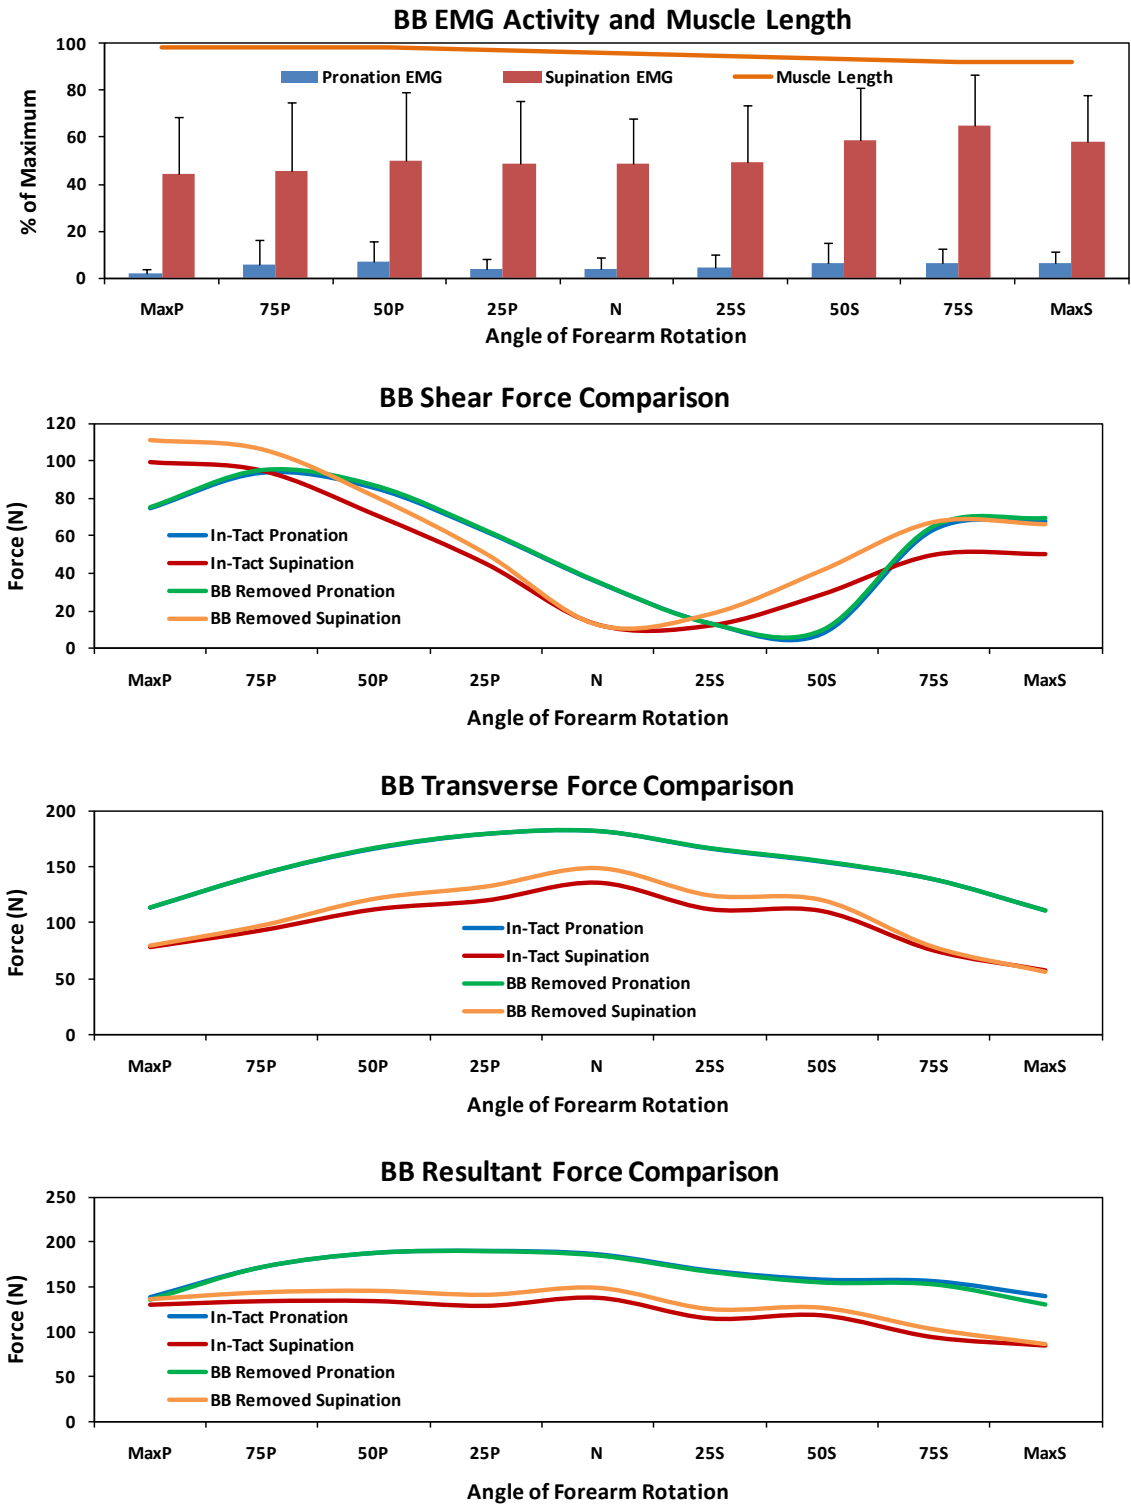 BB EMG Activity and Muscle Length
100
80
60
40
20
0
% of Maximum
Pronation EMG Supination EMG Muscle Length
MaxP 75P 50P 25P N 25S 50S 75S MaxS
Angle of Forearm Rotation
BB Shear Force Comparison
120
100
80
60
40
20
0
Force (N)
In-Tact Pronation
In-Tact Supination
BB Removed Pronation
BB Removed Supination
MaxP 75P 50P 25P N 25S 50S 75S MaxS
Angle of Forearm Rotation
BB Transverse Force Comparison
200
150
100
50
0
Force (N)
In-Tact Pronation
In-Tact Supination
BB Removed Pronation
BB Removed Supination
MaxP 75P 50P 25P N 25S 50S 75S MaxS
Angle of Forearm Rotation
BB Resultant Force Comparison
250
200
150
100
50
0
Force (N)
In-Tact Pronation
In-Tact Supination
BB Removed Pronation
BB Removed Supination
MaxP 75P 50P 25P N 25S 50S 75S MaxS
Angle of Forearm Rotation